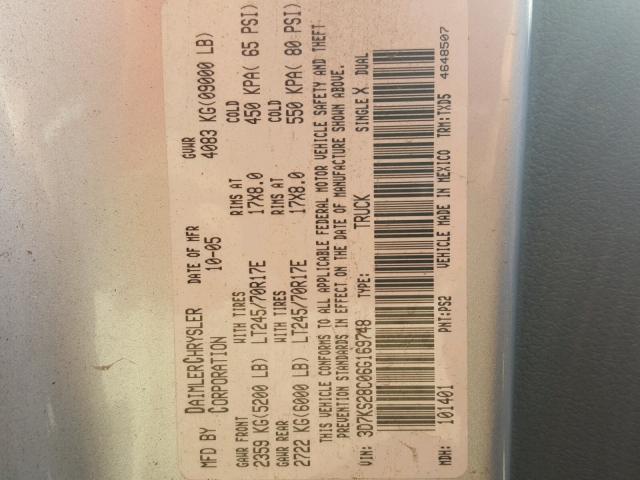 MFD BY DAIMLERCHRYSLER CORPORATION DATE OF MFR 10-05 GVWR 4083 KG(09000 LB)
GAWR FRONT WITH TIRES RIMS AT COLD
2359 KG(5200 LB) LT245/70R17E 17X8.0 450 KPA( 65 PSI)
GAWR REAR WITH TIRES RIMS AT COLD
2722 KG(6000 LB) LT245/70R17E 17X8.0 550 KPA( 80 PSI)
THIS VEHICLE CONFORMS TO ALL APPLICABLE FEDERAL MOTOR VEHICLE SAFETY AND THEFT
PREVENTION STANDARDS IN EFFECT ON THE DATE OF MANUFACTURE SHOWN ABOVE.
VIN: 3D7KS28C06G169748 TYPE: TRUCK SINGLE X DUAL
MDH: 101401 PNT:PS2 VEHICLE MADE IN MEXICO TRM:TXD5
4648507